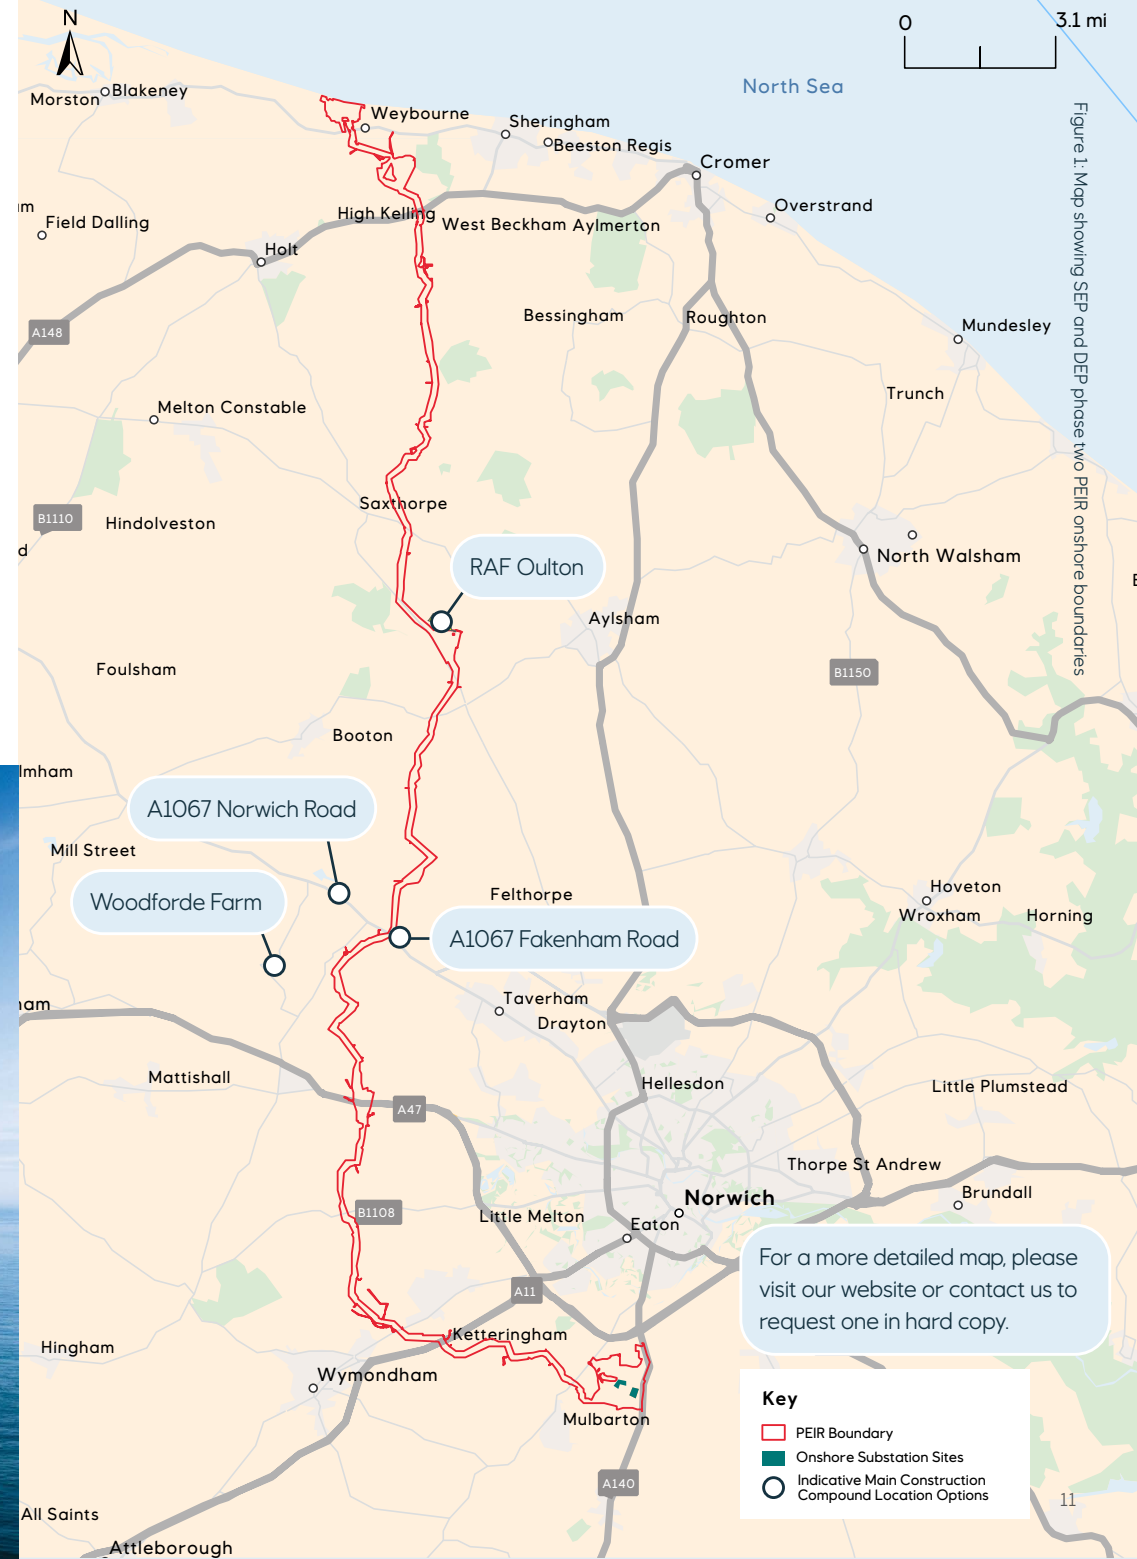 N
0
3.1 mi
North Sea
Morston
Blakeney
Weybourne
Sheringham
Beeston Regis
Cromer
Overstrand
Field Dalling
High Kelling
West Beckham
Aylmerton
Holt
A148
Bessingham
Roughton
Mundesley
Trunch
Melton Constable
Saxthorpe
B1110
Hindolveston
RAF Oulton
North Walsham
Aylsham
Foulsham
B1150
Booton
lmham
A1067 Norwich Road
Mill Street
Woodforde Farm
Felthorpe
Hoveton
Wroxham
Horning
A1067 Fakenham Road
Taverham
Drayton
Mattishall
Hellesdon
Little Plumstead
A47
Thorpe St Andrew
Brundall
Norwich
B1108
Little Melton
Eaton
A11
For a more detailed map, please
visit our website or contact us to
request one in hard copy.
Ketteringham
Hingham
Wymondham
Mulbarton
A140
All Saints
Attleborough
Key
PEIR Boundary
Onshore Substation Sites
Indicative Main Construction
Compound Location Options
Figure 1: Map showing SEP and DEP phase two PEIR onshore boundaries
11